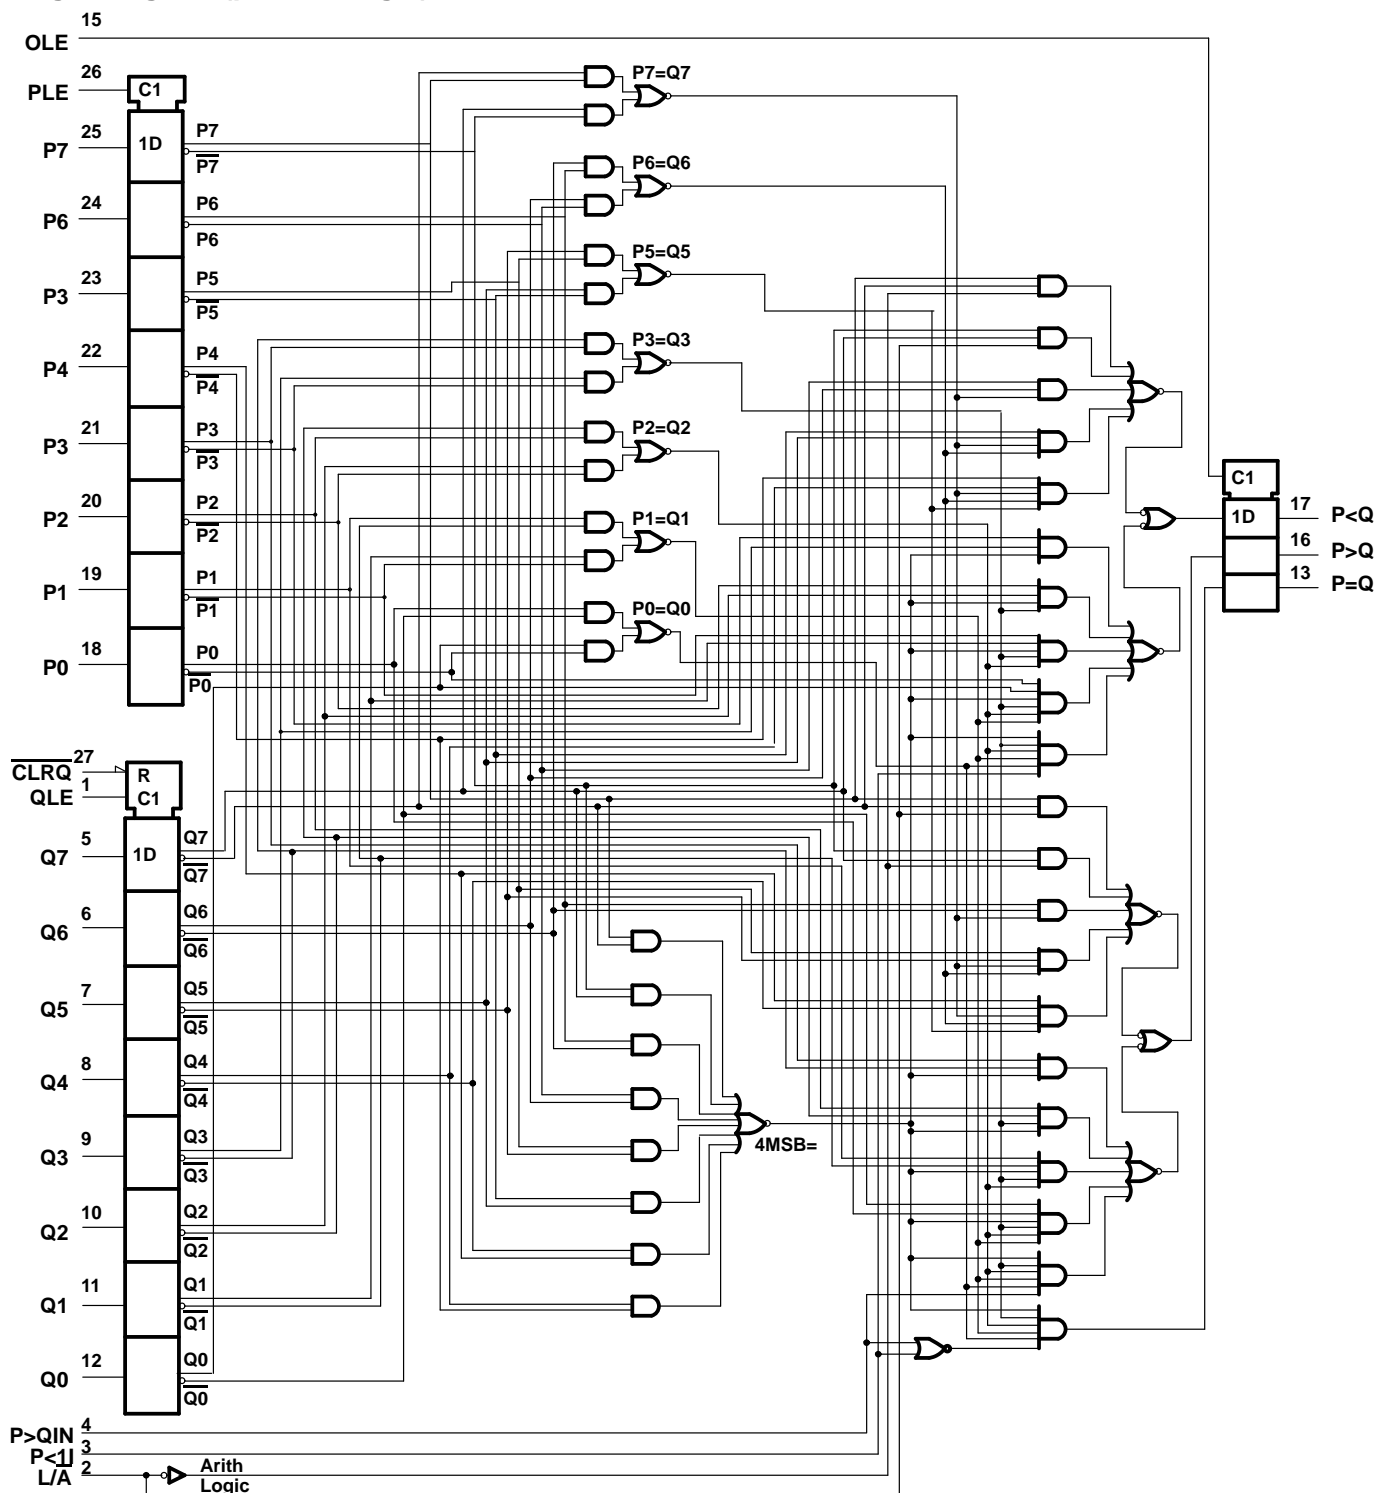 15
OLE
26
PLE
C1
25
P7
1D
P7
P7
24
P6
P6
P6
23
P3
P5
P5
22
P4
P4
P4
21
P3
P3
P3
20
P2
P2
P2
19
P1
P1
P1
18
P0
P0
P0
P7=Q7
P6=Q6
P5=Q5
P3=Q3
P2=Q2
P1=Q1
P0=Q0
C1
1D
17
P<Q
16
P>Q
13
P=Q
CLRQ
27
R
QLE
1
C1
5
Q7
1D
Q7
Q7
6
Q6
Q6
Q6
7
Q5
Q5
Q5
8
Q4
Q4
Q4
9
Q3
Q3
Q3
10
Q2
Q2
Q2
11
Q1
Q1
Q1
12
Q0
Q0
Q0
4MSB=
P>QIN 4
3
L/A 2
Arith
Logic